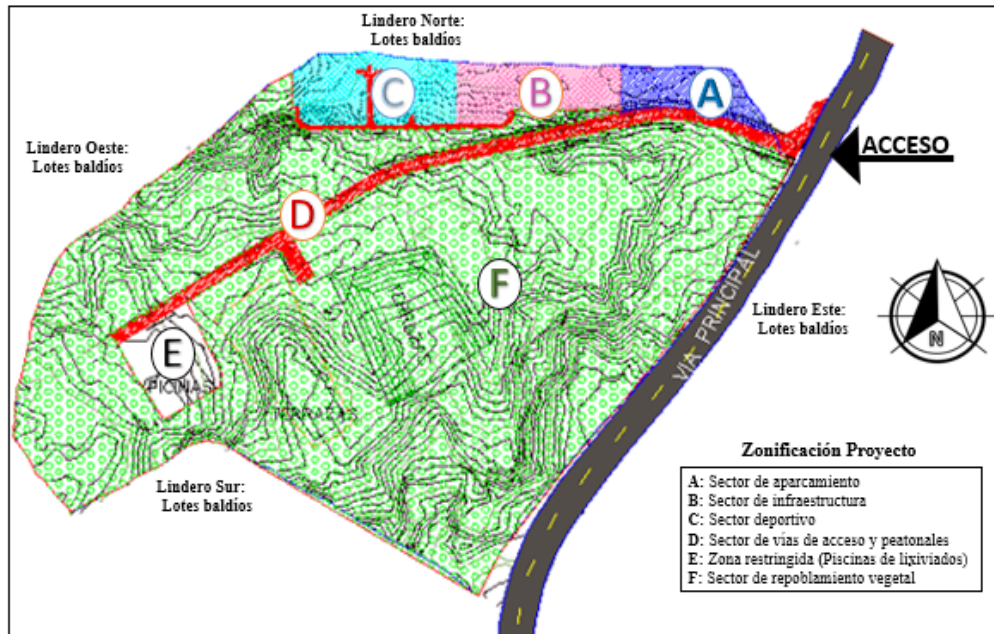 Lindero Norte:
Lotes baldíos
C
B
A
ACCESO
Lindero Oeste:
Lotes baldíos
D
F
VIA PRINCIPAL
Lindero Este:
Lotes baldíos
N
E
PICINAS
TERRAZAS
Lindero Sur:
Lotes baldíos
Zonificación Proyecto
A: Sector de aparcamiento
B: Sector de infraestructura
C: Sector deportivo
D: Sector de vías de acceso y peatonales
E: Zona restringida (Piscinas de lixiviados)
F: Sector de repoblamiento vegetal